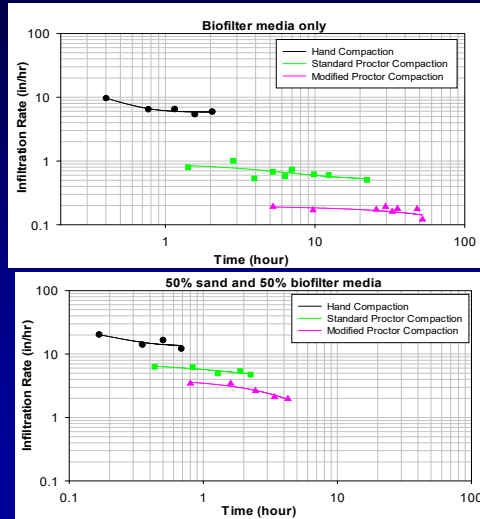 Biofilter media only
100
10
1
0.1
Infiltration Rate (in/hr)
Hand Compaction
Standard Proctor Compaction
Modified Proctor Compaction
1 10 100
Time (hour)
50% sand and 50% biofilter media
100
10
1
0.1
Infiltration Rate (in/hr)
Hand Compaction
Standard Proctor Compaction
Modified Proctor Compaction
0.1 1 10 100
Time (hour)